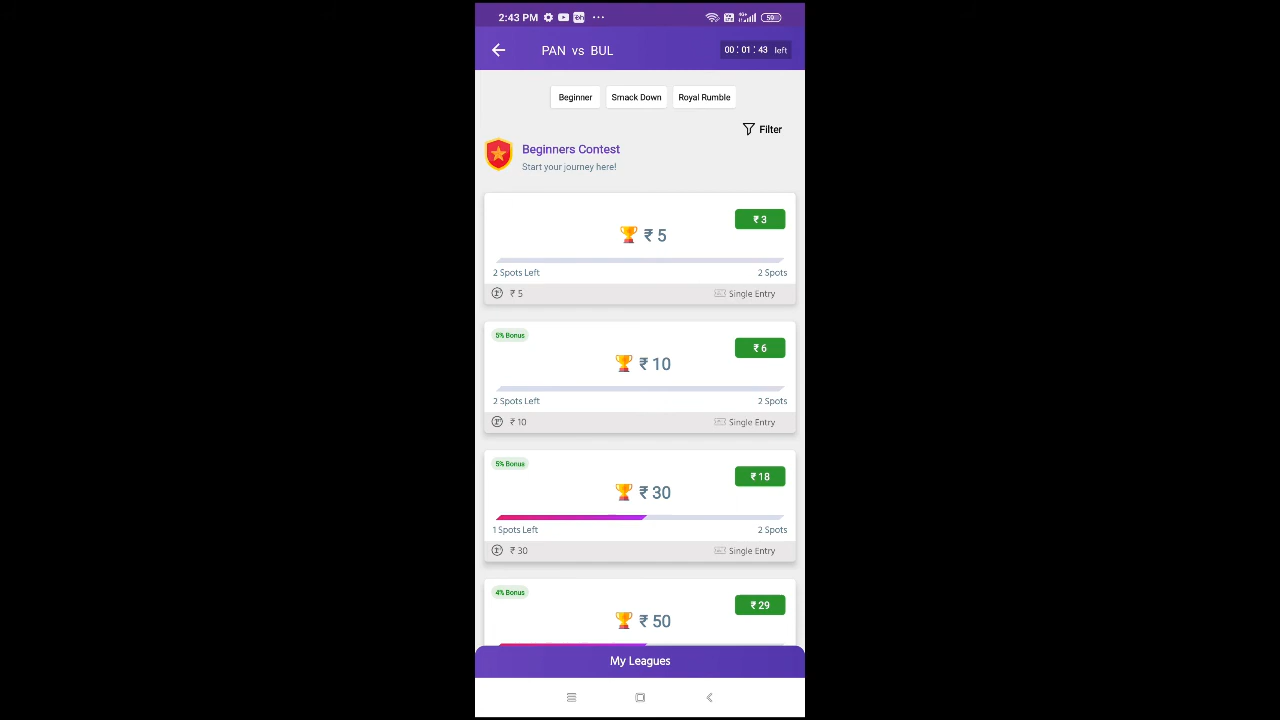 2:43 PM ...
4G+
59
PAN vs BUL
00 : 01 : 43 left
Beginner
Smack Down
Royal Rumble
Filter
Beginners Contest
Start your journey here!
₹ 3
₹ 5
2 Spots Left
2 Spots
₹ 5
Single Entry
5% Bonus
₹ 6
₹ 10
2 Spots Left
2 Spots
₹ 10
Single Entry
5% Bonus
₹ 18
₹ 30
1 Spots Left
2 Spots
₹ 30
Single Entry
4% Bonus
₹ 29
₹ 50
My Leagues